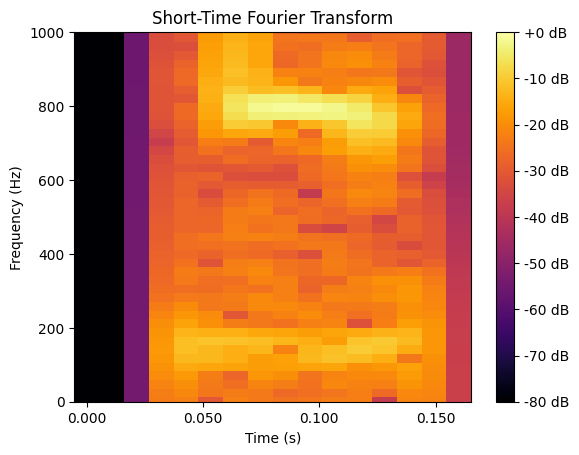 Short-Time Fourier Transform
1000
800
600
400
200
0
Frequency (Hz)
0.000
0.050
0.100
0.150
Time (s)
+0 dB
-10 dB
-20 dB
-30 dB
-40 dB
-50 dB
-60 dB
-70 dB
-80 dB